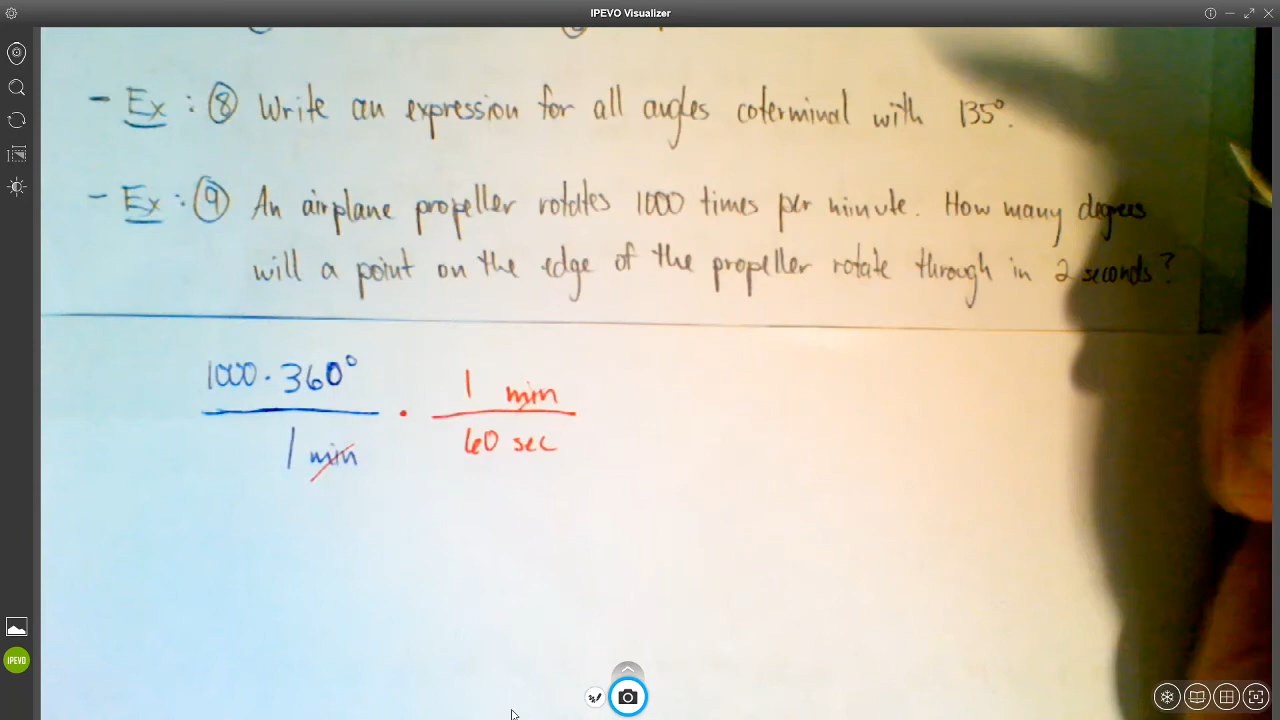 IPEVO Visualizer
- Ex : ⑧ Write an expression for all angles coterminal with 135°.
- Ex : ⑨ An airplane propeller rotates 1000 times per minute. How many degrees
will a point on the edge of the propeller rotate through in 2 seconds?
1000 · 360° / 1 min · 1 min / 60 sec
IPEVO